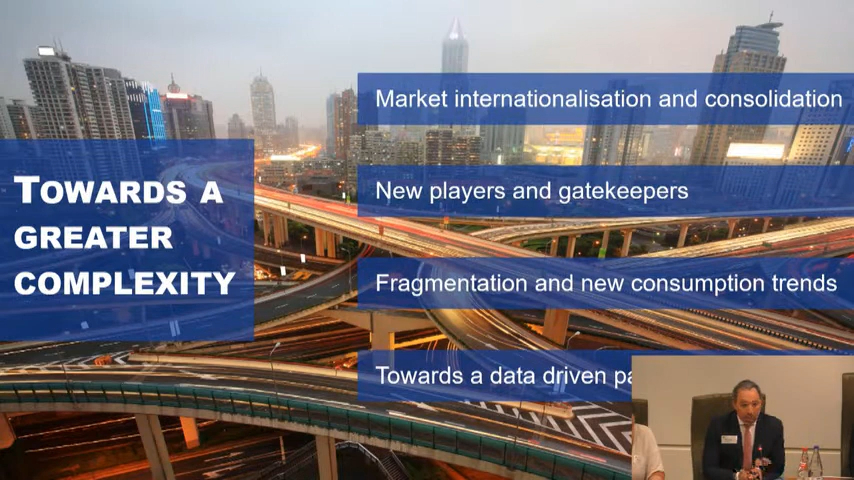 TOWARDS A
GREATER
COMPLEXITY
Market internationalisation and consolidation
New players and gatekeepers
Fragmentation and new consumption trends
Towards a data driven